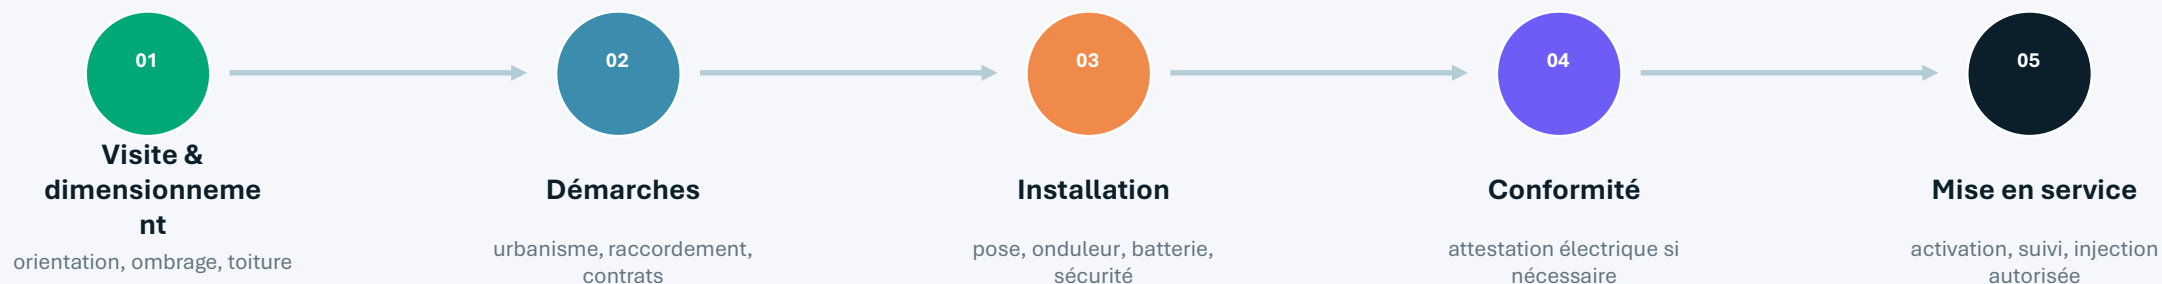 01
Visite &
dimensionneme
nt
orientation, ombrage, toiture
02
Démarches
urbanisme, raccordement,
contrats
03
Installation
pose, onduleur, batterie,
sécurité
04
Conformité
attestation électrique si
nécessaire
05
Mise en service
activation, suivi, injection
autorisée